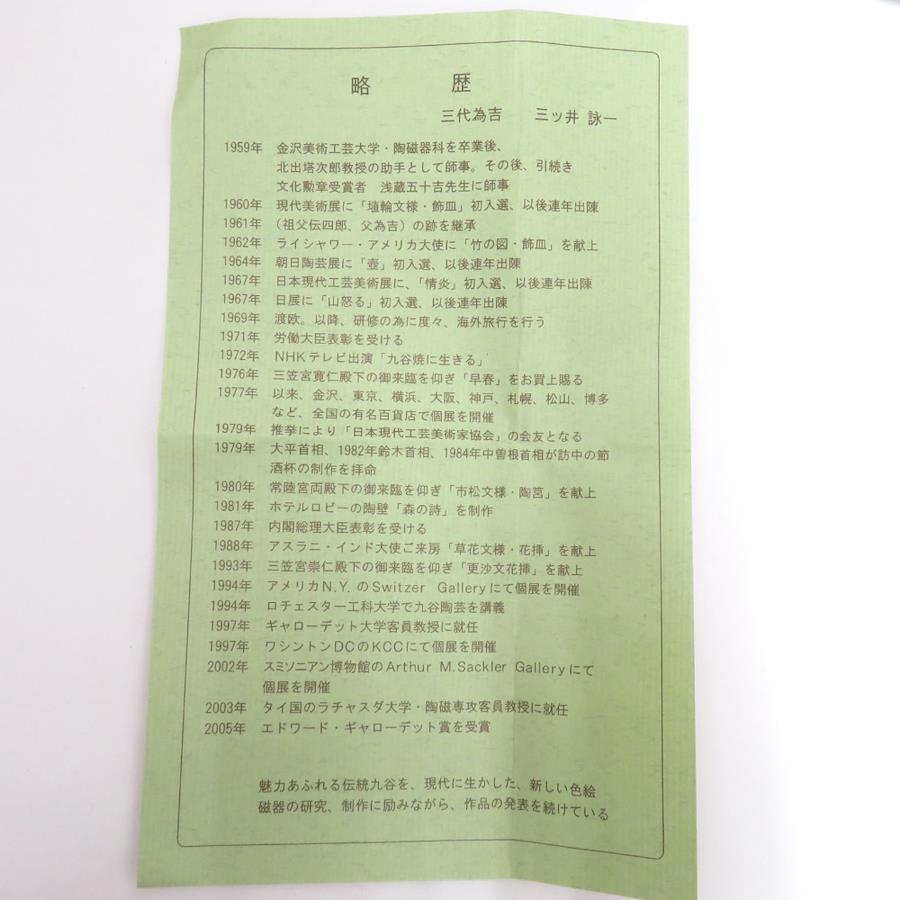 略 歴
三代為吉 三ッ井 詠一
1959年 金沢美術工芸大学・陶磁器科を卒業後、
北出塔次郎教授の助手として師事。その後、引続き
文化勲章受賞者 浅蔵五十吉先生に師事
1960年 現代美術展に「埴輪文様・飾皿」初入選、以後連年出陳
1961年 (祖父伝四郎、父為吉)の跡を継承
1962年 ライシャワー・アメリカ大使に「竹の図・飾皿」を献上
1964年 朝日陶芸展に「壺」初入選、以後連年出陳
1967年 日本現代工芸美術展に、「情炎」初入選、以後連年出陳
1967年 日展に「山怒る」初入選、以後連年出陳
1969年 渡欧。以降、研修の為に度々、海外旅行を行う
1971年 労働大臣表彰を受ける
1972年 NHKテレビ出演「九谷焼に生きる」
1976年 三笠宮寛仁殿下の御来臨を仰ぎ「早春」をお買上賜る
1977年 以来、金沢、東京、横浜、大阪、神戸、札幌、松山、博多
など、全国の有名百貨店で個展を開催
1979年 推挙により「日本現代工芸美術家協会」の会友となる
1979年 大平首相、1982年鈴木首相、1984年中曽根首相が訪中の節
酒杯の制作を拝命
1980年 常陸宮両殿下の御来臨を仰ぎ「市松文様・陶筥」を献上
1981年 ホテルロビーの陶壁「森の詩」を制作
1987年 内閣総理大臣表彰を受ける
1988年 アスラニ・インド大使ご来房「草花文様・花挿」を献上
1993年 三笠宮崇仁殿下の御来臨を仰ぎ「更沙文花挿」を献上
1994年 アメリカN.Y.のSwitzer Galleryにて個展を開催
1994年 ロチェスター工科大学で九谷陶芸を講義
1997年 ギャローデット大学客員教授に就任
1997年 ワシントンDCのKCCにて個展を開催
2002年 スミソニアン博物館のArthur M.Sackler Galleryにて
個展を開催
2003年 タイ国のラチャスダ大学・陶磁専攻客員教授に就任
2005年 エドワード・ギャローデット賞を受賞
魅力あふれる伝統九谷を、現代に生かした、新しい色絵
磁器の研究、制作に励みながら、作品の発表を続けている